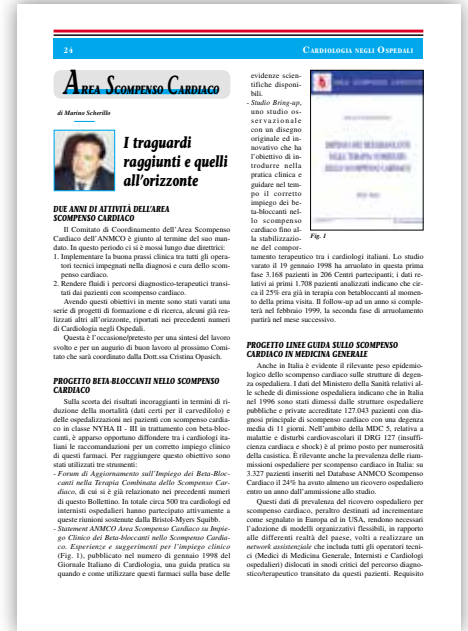 24
CARDIOLOGIA NEGLI OSPEDALI
AREA SCOMPENSO CARDIACO
di Marino Scherillo
I traguardi
raggiunti e quelli
all'orizzonte
DUE ANNI DI ATTIVITÀ DELL'AREA
SCOMPENSO CARDIACO
Il Comitato di Coordinamento dell'Area Scompenso
Cardiaco dell'ANMCO è giunto al termine del suo man-
dato. In questo periodo ci si è mossi lungo due direttrici:
1. Implementare la buona prassi clinica tra tutti gli opera-
tori tecnici impegnati nella diagnosi e cura dello scom-
penso cardiaco.
2. Rendere fluidi i percorsi diagnostico-terapeutici transi-
tati dai pazienti con scompenso cardiaco.
Avendo questi obiettivi in mente sono stati varati una
serie di progetti di formazione e di ricerca, alcuni già rea-
lizzati altri all'orizzonte, riportati nei precedenti numeri
di Cardiologia negli Ospedali.
Questa è l'occasione/pretesto per una sintesi del lavoro
svolto e per un augurio di buon lavoro al prossimo Comi-
tato che sarà coordinato dalla Dott.ssa Cristina Opasich.
PROGETTO BETA-BLOCCANTI NELLO SCOMPENSO
CARDIACO
Sulla scorta dei risultati incoraggianti in termini di ri-
duzione della mortalità (dati certi per il carvedilolo) e
delle ospedalizzazioni nei pazienti con scompenso cardia-
co in classe NYHA II - III in trattamento con beta-bloc-
canti, è apparso opportuno diffondere tra i cardiologi ita-
liani le raccomandazioni per un corretto impiego clinico
di questi farmaci. Per raggiungere questo obiettivo sono
stati utilizzati tre strumenti:
- Forum di Aggiornamento sull'Impiego dei Beta-Bloc-
canti nella Terapia Combinata dello Scompenso Car-
diaco, di cui si è già relazionato nei precedenti numeri
di questo Bollettino. In totale circa 500 tra cardiologi ed
internisti ospedalieri hanno partecipato attivamente a
queste riunioni sostenute dalla Bristol-Myers Squibb.
- Statement ANMCO Area Scompenso Cardiaco su Impie-
go Clinico dei Beta-bloccanti nello Scompenso Cardia-
co. Esperienze e suggerimenti per l'impiego clinico
(Fig. 1), pubblicato nel numero di gennaio 1998 del
Giornale Italiano di Cardiologia, una guida pratica su
quando e come utilizzare questi farmaci sulla base delle
evidenze scien-
tifiche disponi-
bili.
- Studio Bring-up,
uno studio os-
servazionale
con un disegno
originale ed in-
novativo che ha
l'obiettivo di in-
trodurre nella
pratica clinica e
guidare nel tem-
po il corretto
impiego dei be-
ta-bloccanti nel-
lo scompenso
cardiaco fino al-
la stabilizzazio-
ne del compor-
Fig. 1
tamento terapeutico tra i cardiologi italiani. Lo studio
varato il 19 gennaio 1998 ha arruolato in questa prima
fase 3.168 pazienti in 206 Centri partecipanti; i dati re-
lativi ai primi 1.708 pazienti analizzati indicano che cir-
ca il 25% era già in terapia con betabloccanti al momen-
to della prima visita. Il follow-up ad un anno si comple-
terà nel febbraio 1999, la seconda fase di arruolamento
partirà nel mese successivo.
PROGETTO LINEE GUIDA SULLO SCOMPENSO
CARDIACO IN MEDICINA GENERALE
Anche in Italia è evidente il rilevante peso epidemio-
logico dello scompenso cardiaco sulle strutture di degen-
za ospedaliera. I dati del Ministero della Sanità relativi al-
le schede di dimissione ospedaliera indicano che in Italia
nel 1996 sono stati dimessi dalle strutture ospedaliere
pubbliche e private accreditate 127.043 pazienti con dia-
gnosi principale di scompenso cardiaco con una degenza
media di 11 giorni. Nell'ambito della MDC 5, relativa a
malattie e disturbi cardiovascolari il DRG 127 (insuffi-
cienza cardiaca e shock) è al primo posto per numerosità
della casistica. È rilevante anche la prevalenza delle riam-
missioni ospedaliere per scompenso cardiaco in Italia: su
3.327 pazienti inseriti nel Database ANMCO Scompenso
Cardiaco il 24% ha avuto almeno un ricovero ospedaliero
entro un anno dall'ammissione allo studio.
Questi dati di prevalenza del ricovero ospedaliero per
scompenso cardiaco, peraltro destinati ad incrementare
come segnalato in Europa ed in USA, rendono necessari
l'adozione di modelli organizzativi flessibili, in rapporto
alle differenti realtà del paese, volti a realizzare un
network assistenziale che includa tutti gli operatori tecni-
ci (Medici di Medicina Generale, Internisti e Cardiologi
ospedalieri) dislocati in snodi critici del percorso diagno-
stico/terapeutico transitato da questi pazienti. Requisito